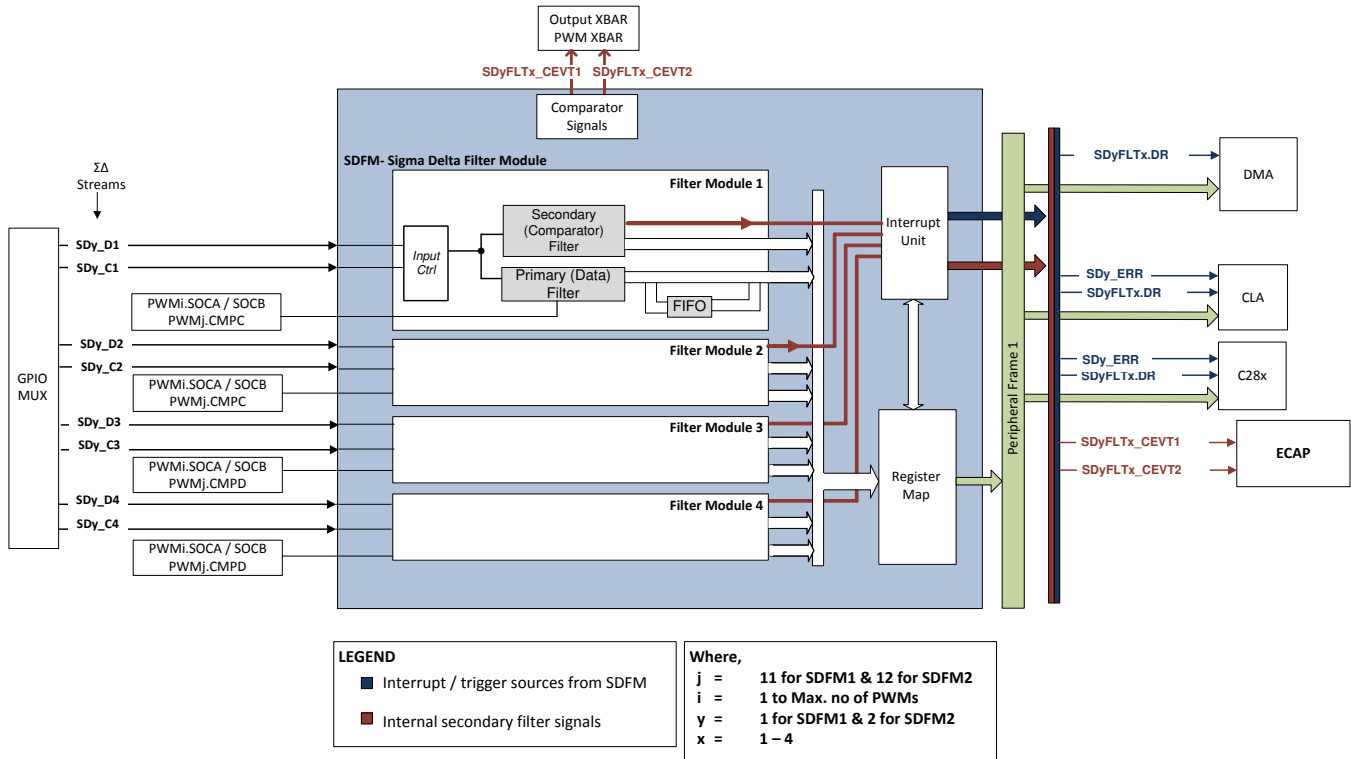 Output XBAR
PWM XBAR
SDyFLTx_CEVT1
SDyFLTx_CEVT2
Comparator
Signals
SDFM- Sigma Delta Filter Module
ΣΔ
Streams
GPIO
MUX
SDy_D1
SDy_C1
PWMi.SOCA / SOCB
PWMj.CMPC
SDy_D2
SDy_C2
PWMi.SOCA / SOCB
PWMj.CMPC
SDy_D3
SDy_C3
PWMi.SOCA / SOCB
PWMj.CMPD
SDy_D4
SDy_C4
PWMi.SOCA / SOCB
PWMj.CMPD
Filter Module 1
Input
Ctrl
Secondary
(Comparator)
Filter
Primary (Data)
Filter
FIFO
Filter Module 2
Filter Module 3
Filter Module 4
Interrupt
Unit
Register
Map
Peripheral Frame 1
SDyFLTx.DR
DMA
SDy_ERR
SDyFLTx.DR
CLA
SDy_ERR
SDyFLTx.DR
C28x
SDyFLTx_CEVT1
SDyFLTx_CEVT2
ECAP
LEGEND
Interrupt / trigger sources from SDFM
Internal secondary filter signals
Where,
j = 11 for SDFM1 & 12 for SDFM2
i = 1 to Max. no of PWMs
y = 1 for SDFM1 & 2 for SDFM2
x = 1 – 4